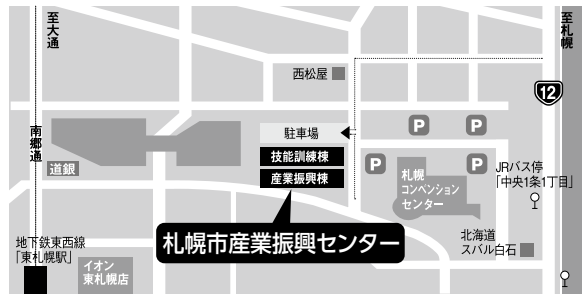 至大通
至札幌
西松屋
12
南郷通
駐車場
P
P
技能訓練棟
産業振興棟
P
P
道銀
札幌
コンベンション
センター
JRバス停
「中央1条1丁目」
札幌市産業振興センター
地下鉄東西線
「東札幌駅」
イオン
東札幌店
北海道
スバル白石